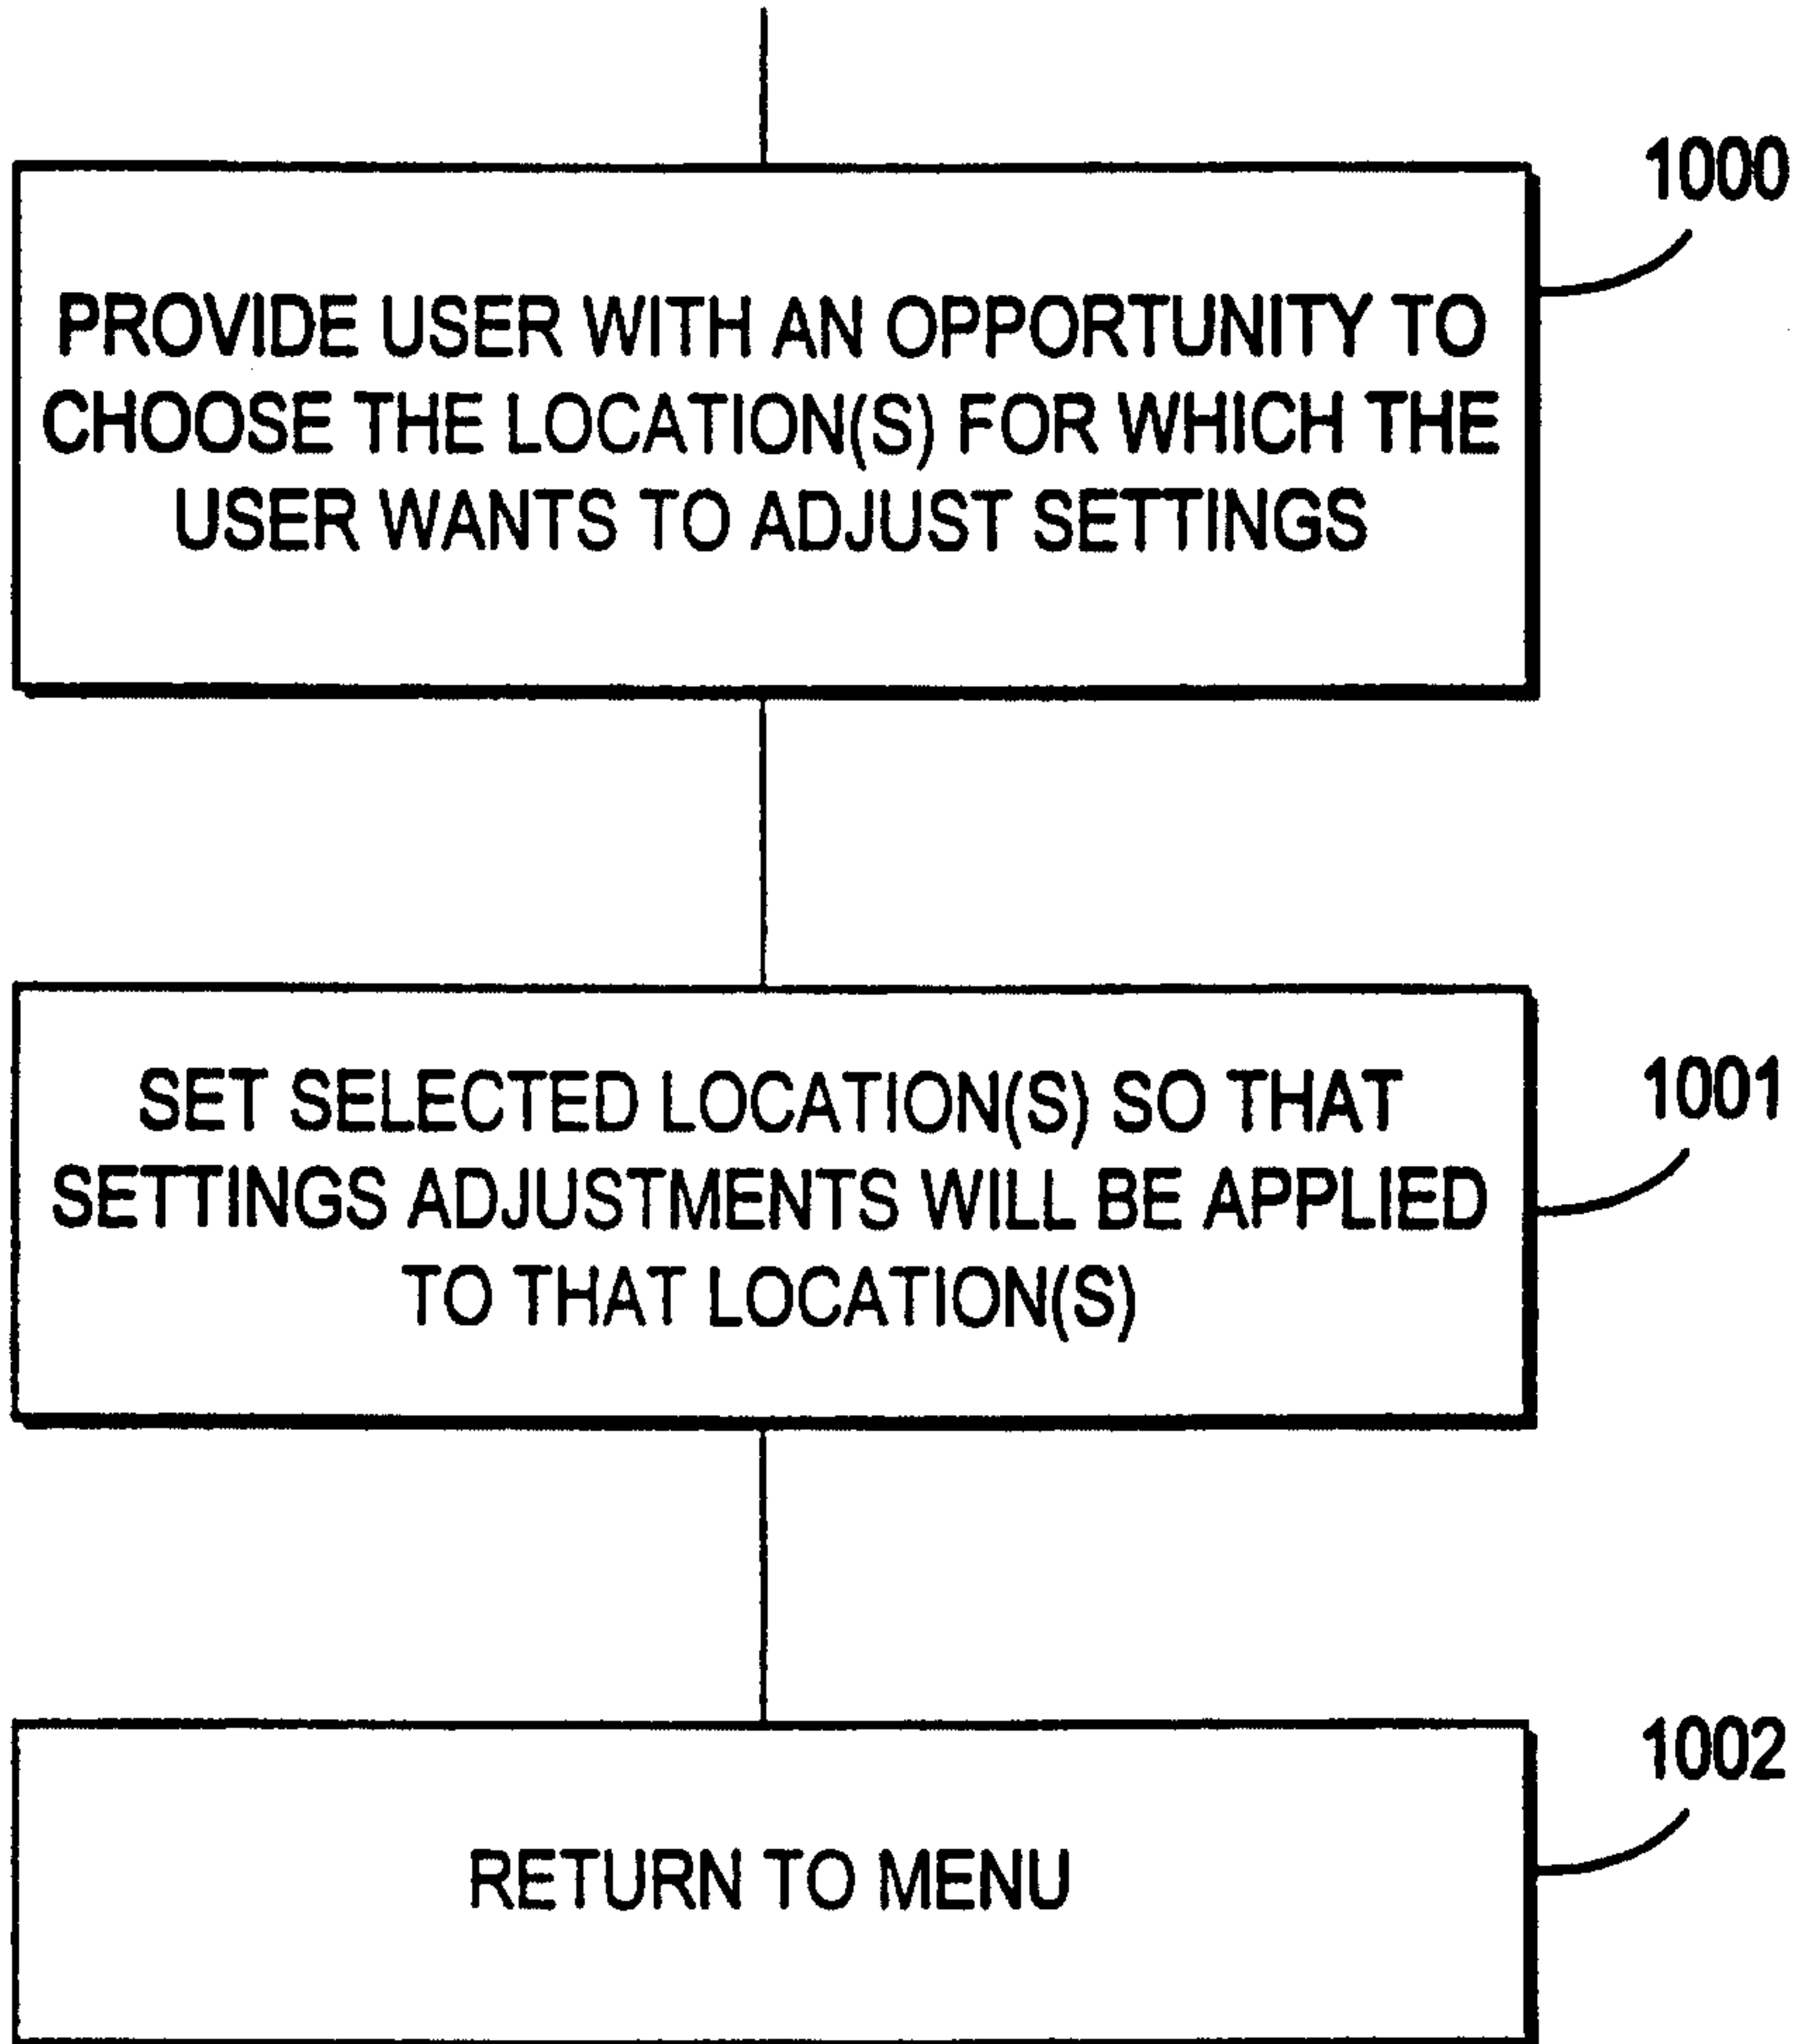 1000
PROVIDE USER WITH AN OPPORTUNITY TO
CHOOSE THE LOCATION(S) FOR WHICH THE
USER WANTS TO ADJUST SETTINGS
1001
SET SELECTED LOCATION(S) SO THAT
SETTINGS ADJUSTMENTS WILL BE APPLIED
TO THAT LOCATION(S)
1002
RETURN TO MENU